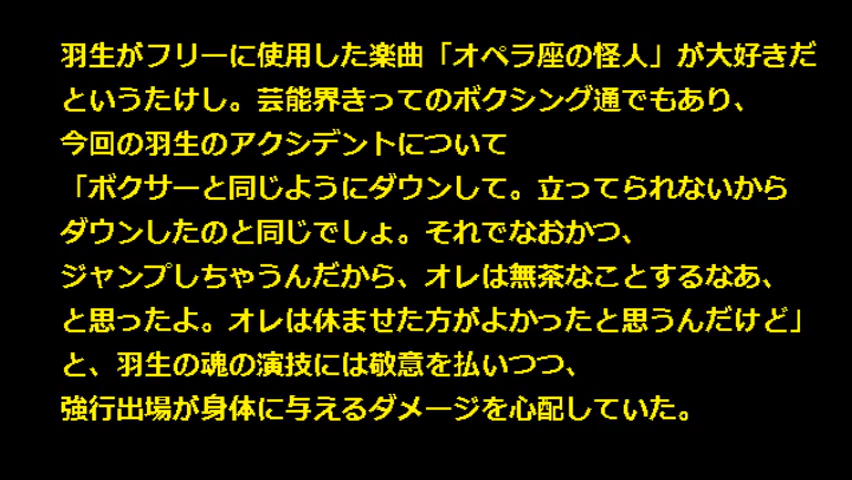 羽生がフリーに使用した楽曲「オペラ座の怪人」が大好きだ
というたけし。芸能界きってのボクシング通でもあり、
今回の羽生のアクシデントについて
「ボクサーと同じようにダウンして。立ってられないから
ダウンしたのと同じでしょ。それでなおかつ、
ジャンプしちゃうんだから、オレは無茶なことするなあ、
と思ったよ。オレは休ませた方がよかったと思うんだけど」
と、羽生の魂の演技には敬意を払いつつ、
強行出場が身体に与えるダメージを心配していた。